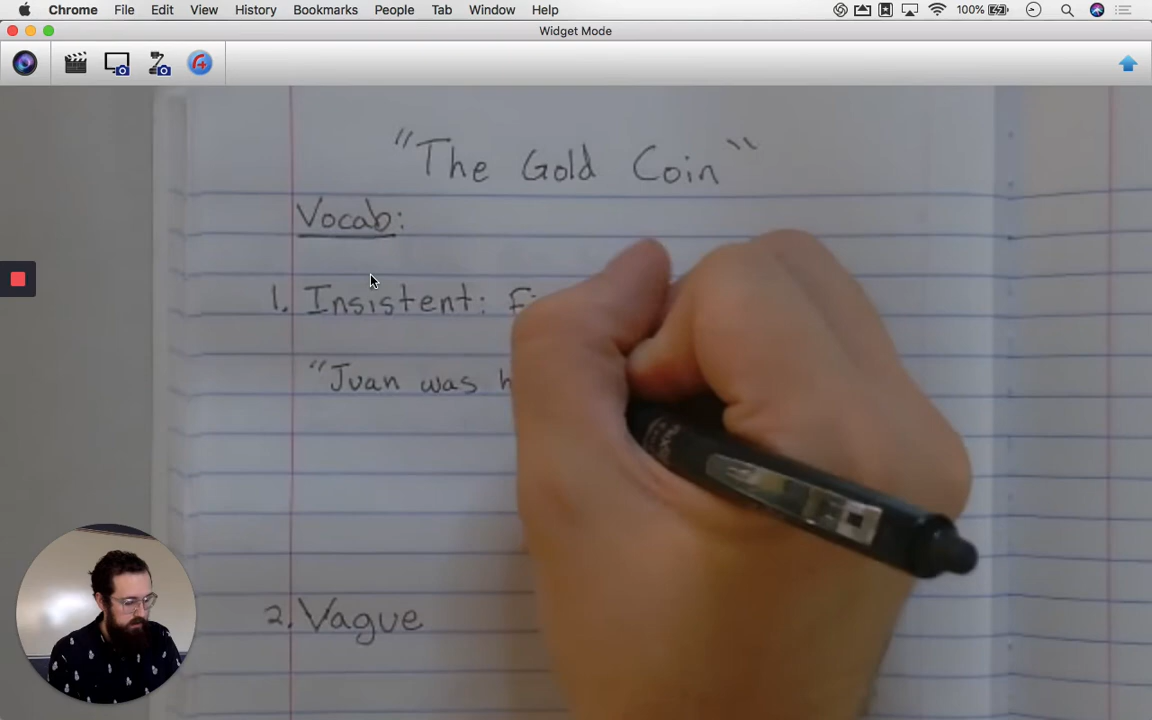 Chrome File Edit View History Bookmarks People Tab Window Help 100%
Widget Mode
"The Gold Coin"
Vocab:
1. Insistent:
"Juan was
2. Vague